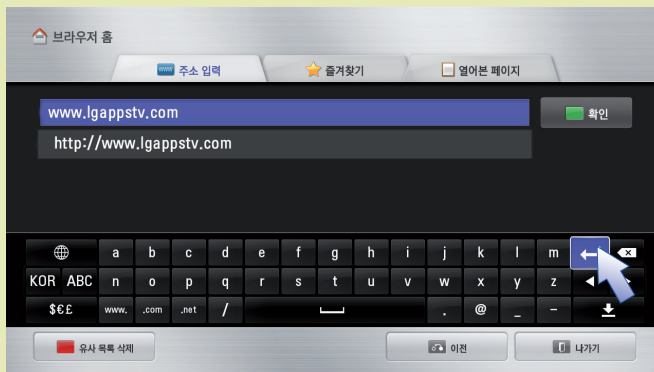 브라우저 홈
www 주소 입력
즐겨찾기
열어본 페이지
www.lgappstv.com
확인
http://www.lgappstv.com
a b c d e f g h i j k l m
KOR ABC n o p q r s t u v w x y z
$€£ www. .com .net / . @ _ -
유사 목록 삭제
이전
나가기